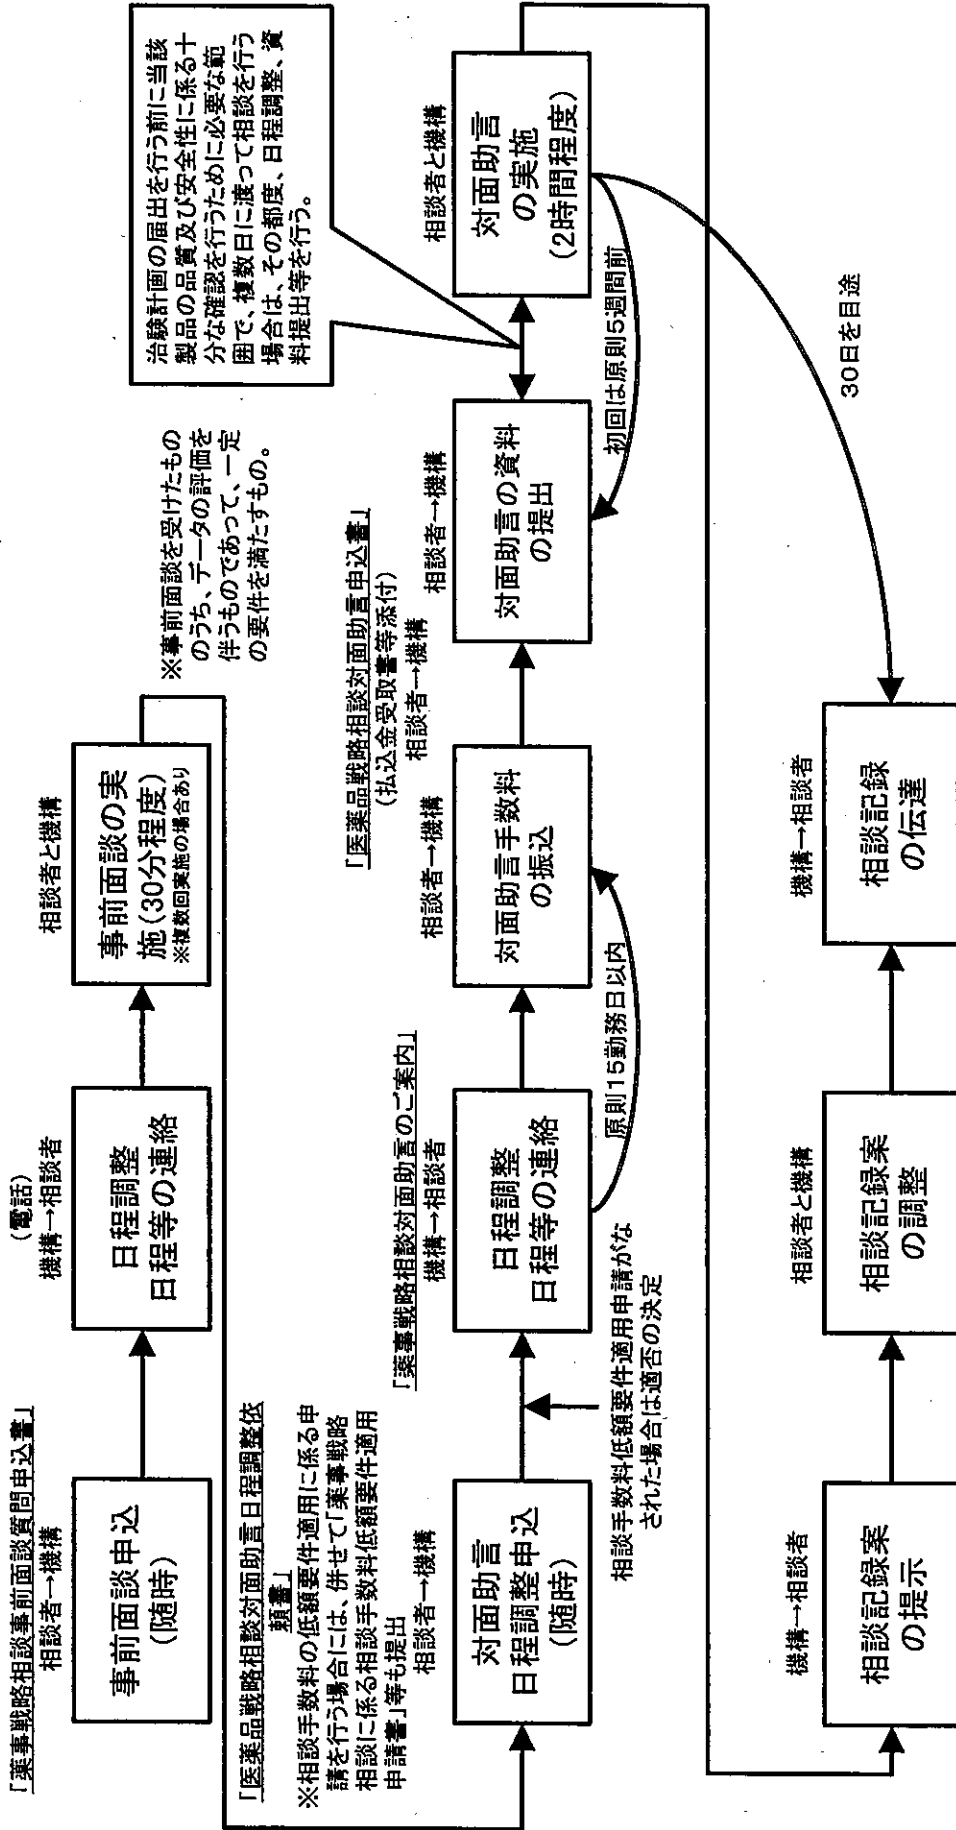 「薬事戦略相談事前面談質問申込書」
相談者→機構
事前面談申込
(随時)
(電話)
機構→相談者
日程調整
日程等の連絡
相談者と機構
事前面談の実
施(30分程度)
※複数回実施の場合あり
※事前面談を受けたもの
のうち、データの評価を
伴うものであって、一定
の要件を満たすもの。
「医薬品戦略相談対面助言日程調整依
頼書」
※相談手数料の低額要件適用に係る申
請を行う場合には、併せて「薬事戦略
相談に係る相談手数料低額要件適用
申請書」等も提出
相談者→機構
対面助言
日程調整申込
(随時)
相談手数料低額要件適用申請がな
された場合は適否の決定
「薬事戦略相談対面助言のご案内」
機構→相談者
日程調整
日程等の連絡
原則15勤務日以内
相談者→機構
対面助言手数料
の振込
「医薬品戦略相談対面助言申込書」
(払込金受取書等添付)
相談者→機構
相談者→機構
対面助言の資料
の提出
初回は原則5週間前
治験計画の届出を行う前に当該
製品の品質及び安全性に係る十
分な確認を行うために必要な範
囲で、複数日に渡って相談を行う
場合は、その都度、日程調整、資
料提出等を行う。
相談者と機構
対面助言
の実施
(2時間程度)
30日を目途
機構→相談者
相談記録案
の提示
相談者と機構
相談記録案
の調整
機構→相談者
相談記録
の伝達